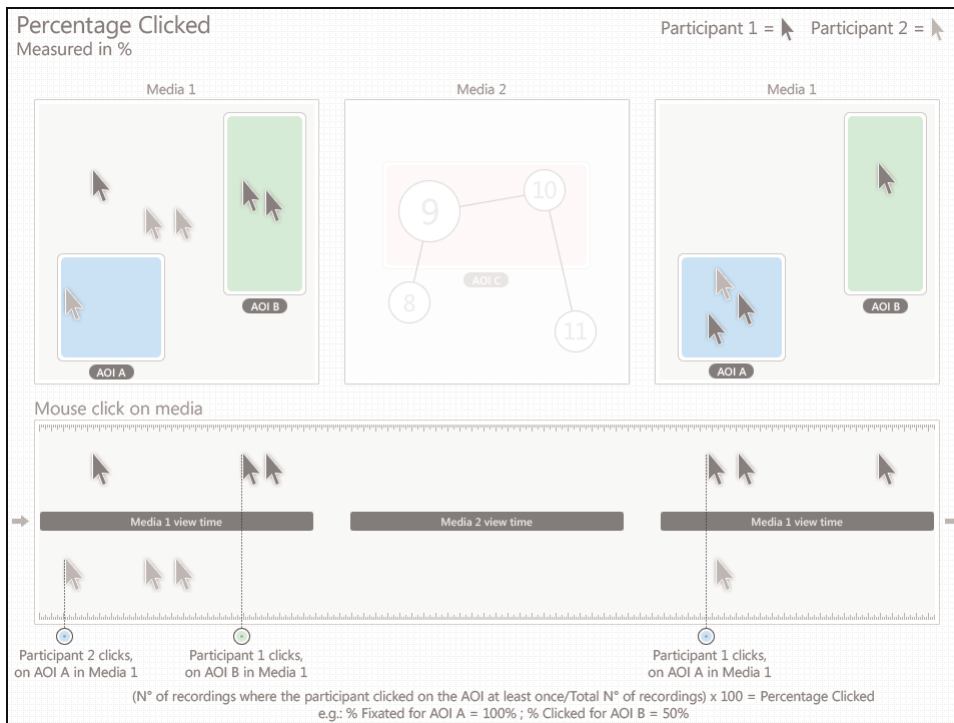 Percentage Clicked
Measured in %
Participant 1 =
Participant 2 =
Media 1
Media 2
Media 1
9
10
8
11
AOI C
AOI B
AOI A
AOI B
AOI A
Mouse click on media
Media 1 view time
Media 2 view time
Media 1 view time
Participant 2 clicks,
on AOI A in Media 1
Participant 1 clicks,
on AOI B in Media 1
Participant 1 clicks,
on AOI A in Media 1
(N° of recordings where the participant clicked on the AOI at least once/Total N° of recordings) x 100 = Percentage Clicked
e.g.: % Fixated for AOI A = 100% ; % Clicked for AOI B = 50%